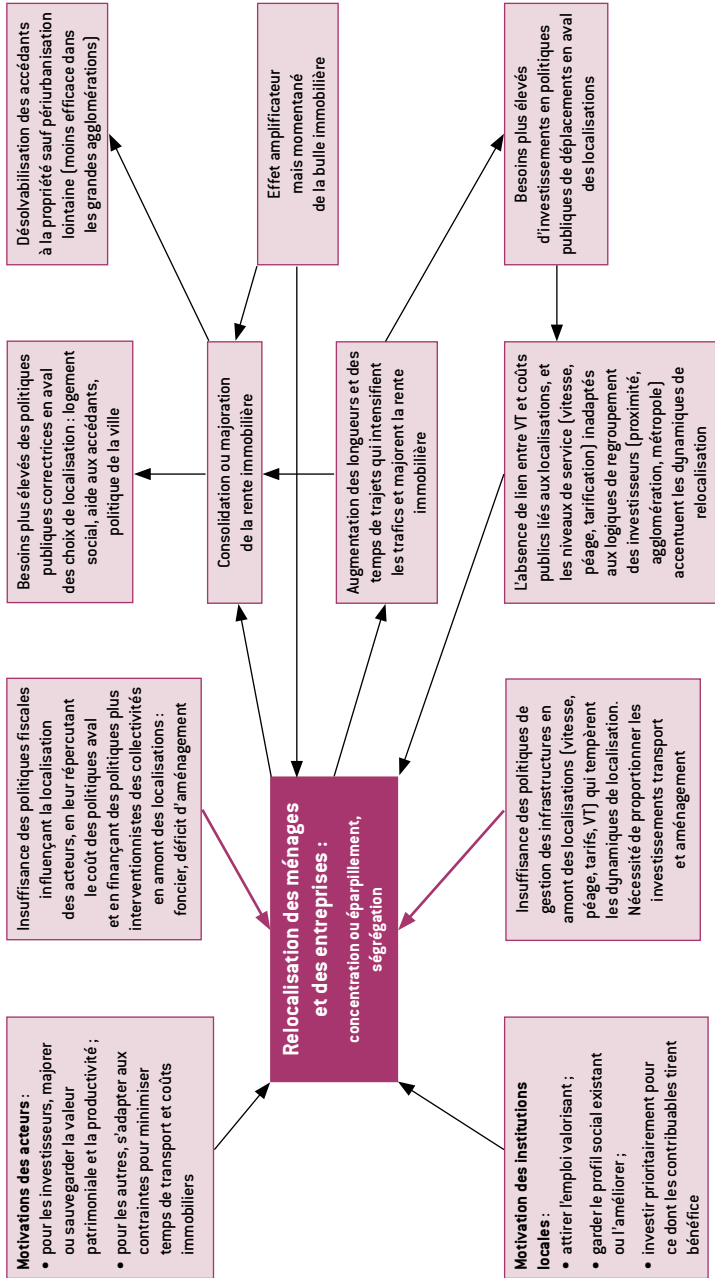 Motivations des acteurs :
• pour les investisseurs, majorer
ou sauvegarder la valeur
patrimoniale et la productivité ;
• pour les autres, s'adapter aux
contraintes pour minimiser
temps de transport et coûts
immobiliers
Motivation des institutions
locales :
• attirer l'emploi valorisant ;
• garder le profil social existant
ou l'améliorer ;
• investir prioritairement pour
ce dont les contribuables tirent
bénéfice
Insuffisance des politiques fiscales
influençant la localisation
des acteurs, en leur répercutant
le coût des politiques aval
et en finançant des politiques plus
interventionnistes des collectivités
en amont des localisations :
foncier, déficit d'aménagement
Relocalisation des ménages
et des entreprises :
concentration ou éparpillement,
ségrégation
Insuffisance des politiques de
gestion des infrastructures en
amont des localisations (vitesse,
péage, tarifs, VT) qui tempèrent
les dynamiques de localisation.
Nécessité de proportionner les
investissements transport
et aménagement
Besoins plus élevés des politiques
publiques correctrices en aval
des choix de localisation : logement
social, aide aux accédants,
politique de la ville
Consolidation ou majoration
de la rente immobilière
Augmentation des longueurs et des
temps de trajets qui intensifient
les trafics et majorent la rente
immobilière
L'absence de lien entre VT et coûts
publics liés aux localisations, et
les niveaux de service (vitesse,
péage, tarification) inadaptés
aux logiques de regroupement
des investisseurs (proximité,
agglomération, métropole)
accentuent les dynamiques de
relocalisation
Désolvabilisation des accédants
à la propriété sauf périurbanisation
lointaine (moins efficace dans
les grandes agglomérations)
Effet amplificateur
mais momentané
de la bulle immobilière
Besoins plus élevés
d'investissements en politiques
publiques de déplacements en aval
des localisations